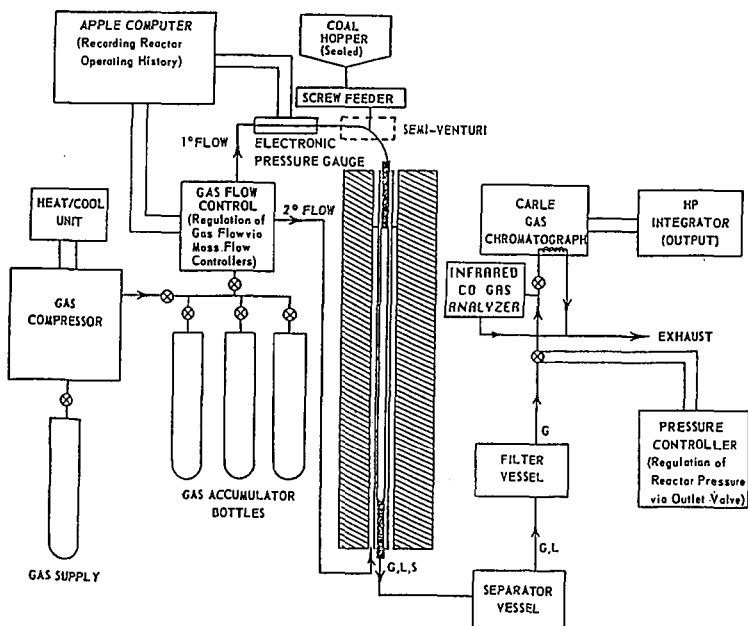 APPLE COMPUTER
(Recording Reactor
Operating History)
COAL
HOPPER
(Sealed)
SCREW FEEDER
SEMI-VENTURI
ELECTRONIC
PRESSURE GAUGE
1° FLOW
GAS FLOW
CONTROL
(Regulation of
Gas Flow via
Mass Flow
Controllers)
2° FLOW
HEAT/COOL
UNIT
GAS
COMPRESSOR
GAS ACCUMULATOR
BOTTLES
GAS SUPPLY
G,L,S
SEPARATOR
VESSEL
G,L
FILTER
VESSEL
G
CARLE
GAS
CHROMATOGRAPH
HP
INTEGRATOR
(OUTPUT)
INFRARED
CO GAS
ANALYZER
EXHAUST
PRESSURE
CONTROLLER
(Regulation of
Reactor Pressure
via Outlet Valve)